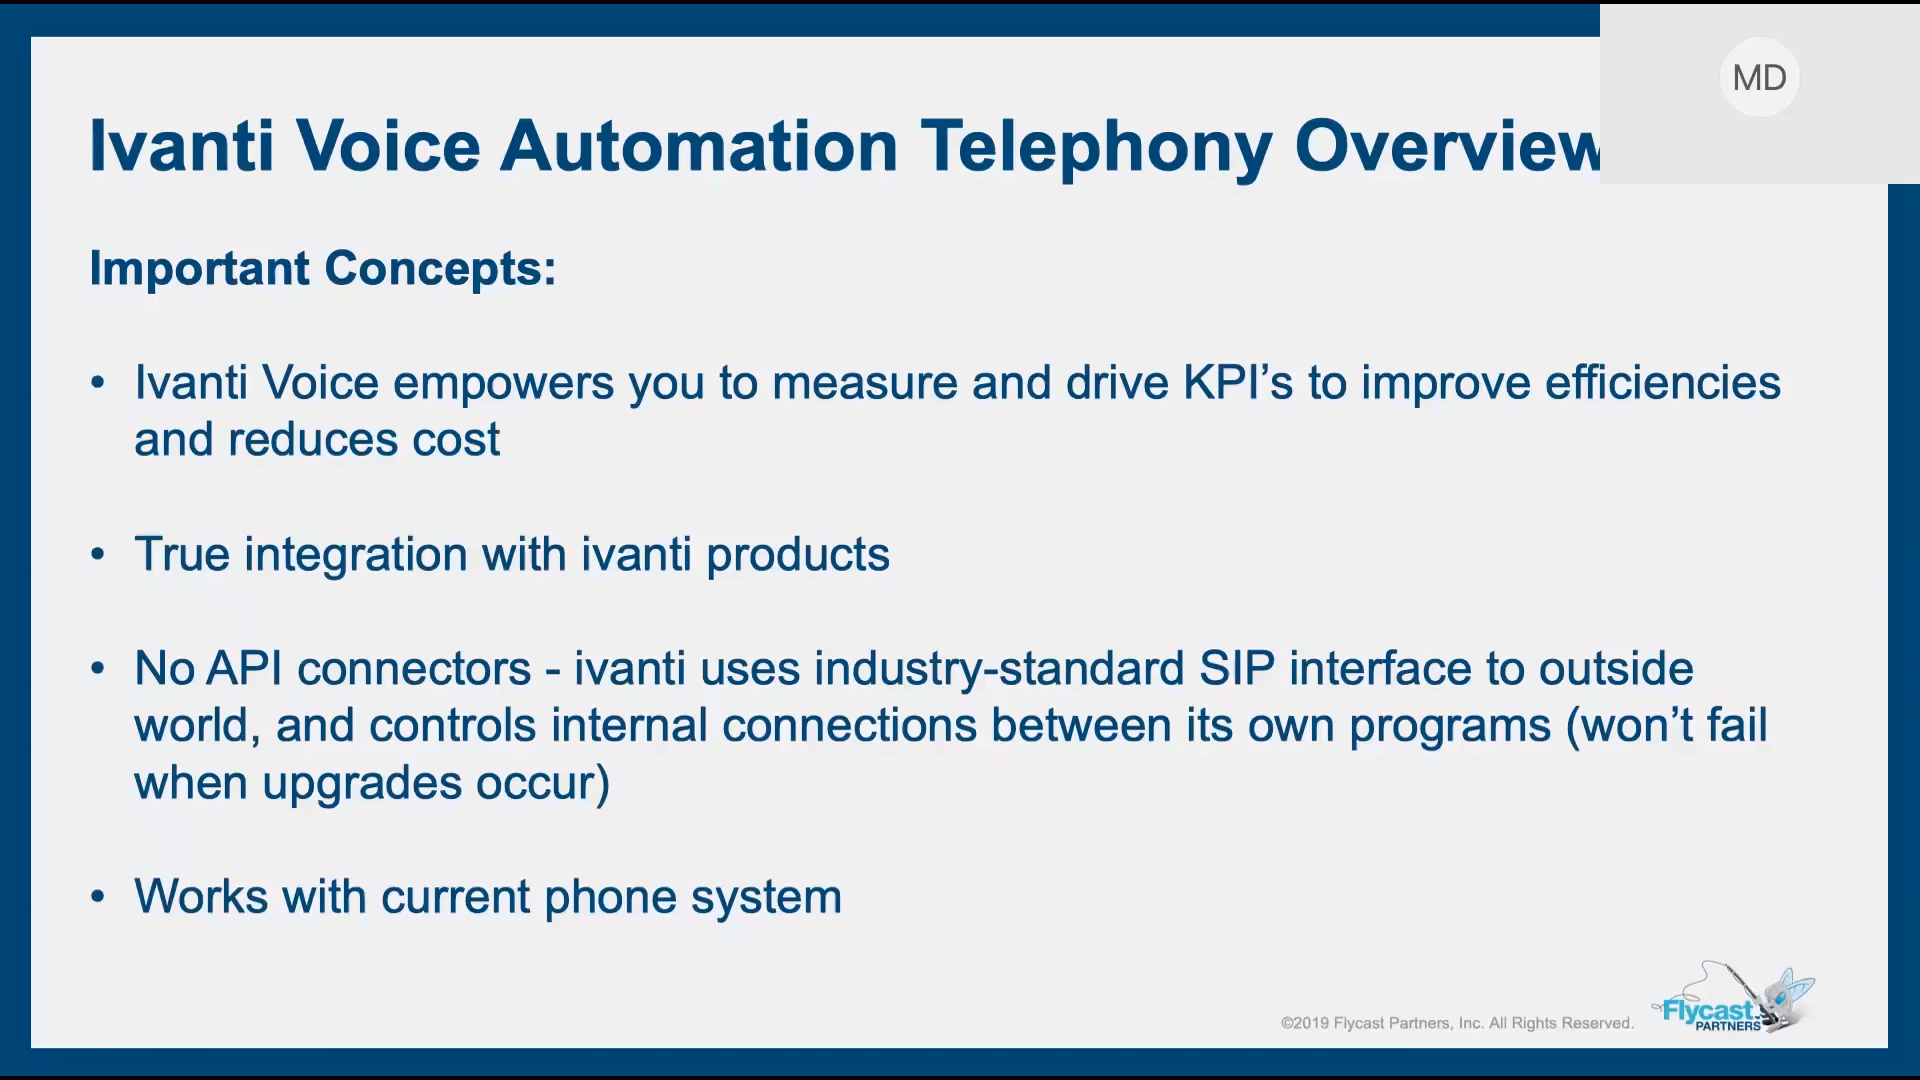 MD
Ivanti Voice Automation Telephony Overview
Important Concepts:
• Ivanti Voice empowers you to measure and drive KPI’s to improve efficiencies
and reduces cost
• True integration with ivanti products
• No API connectors - ivanti uses industry-standard SIP interface to outside
world, and controls internal connections between its own programs (won’t fail
when upgrades occur)
• Works with current phone system
©2019 Flycast Partners, Inc. All Rights Reserved.
Flycast
PARTNERS